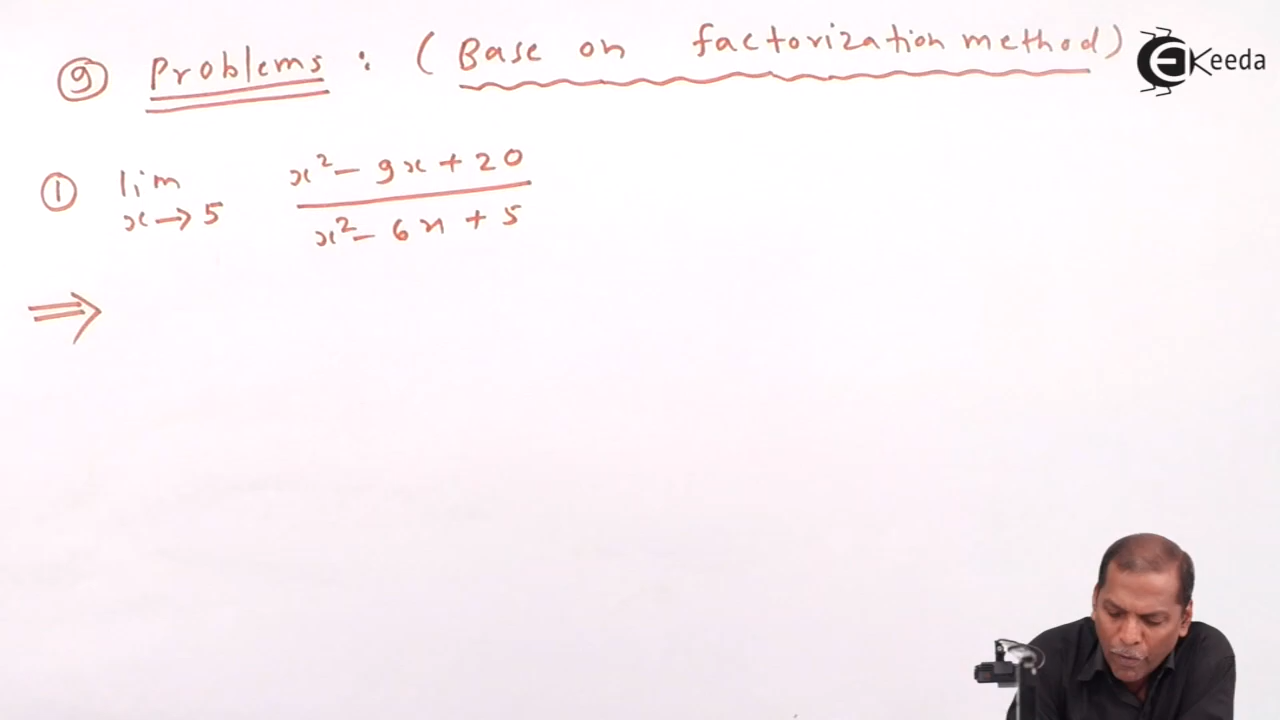 9 Problems : ( Base on factorization method )
EKeeda
1 lim x→5 x² - 9x + 20 / x² - 6x + 5
⇒